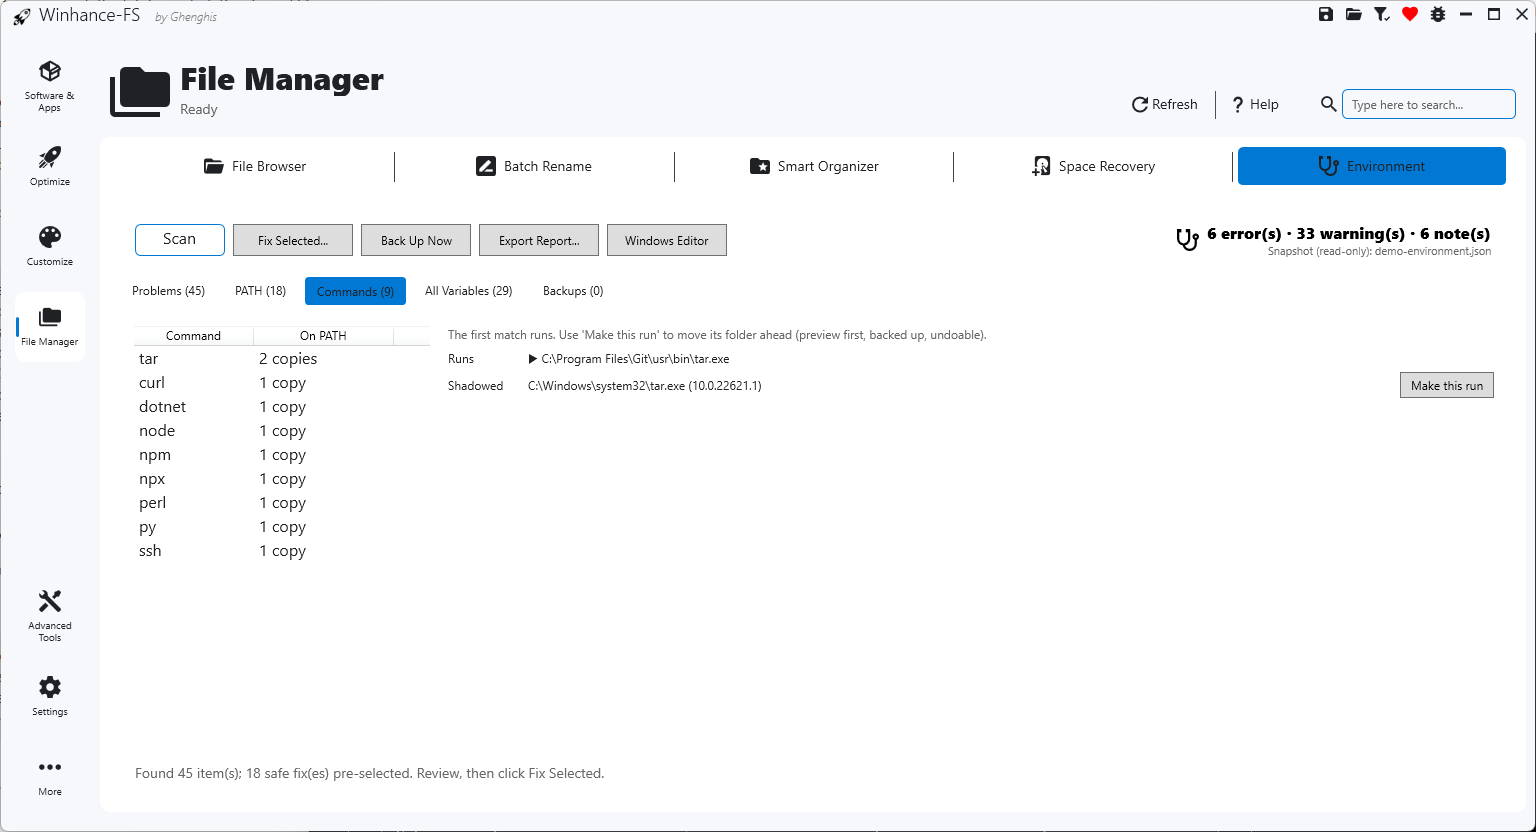 Winhance-FS by Ghenghis
Software & Apps
Optimize
Customize
File Manager
Advanced Tools
Settings
More
File Manager
Ready
Refresh
? Help
Type here to search...
File Browser
Batch Rename
Smart Organizer
Space Recovery
Environment
Scan
Fix Selected...
Back Up Now
Export Report...
Windows Editor
6 error(s) · 33 warning(s) · 6 note(s)
Snapshot (read-only): demo-environment.json
Problems (45)
PATH (18)
Commands (9)
All Variables (29)
Backups (0)
Command On PATH
tar 2 copies
curl 1 copy
dotnet 1 copy
node 1 copy
npm 1 copy
npx 1 copy
perl 1 copy
py 1 copy
ssh 1 copy
The first match runs. Use 'Make this run' to move its folder ahead (preview first, backed up, undoable).
Runs ▶ C:\Program Files\Git\usr\bin\tar.exe
Shadowed C:\Windows\system32\tar.exe (10.0.22621.1)
Make this run
Found 45 item(s); 18 safe fix(es) pre-selected. Review, then click Fix Selected.